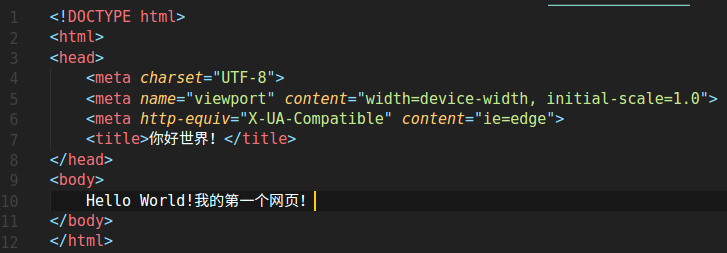 1 <!DOCTYPE html>
2 <html>
3 <head>
4 <meta charset="UTF-8">
5 <meta name="viewport" content="width=device-width, initial-scale=1.0">
6 <meta http-equiv="X-UA-Compatible" content="ie=edge">
7 <title>你好世界！</title>
8 </head>
9 <body>
10 Hello World!我的第一个网页！
11 </body>
12 </html>